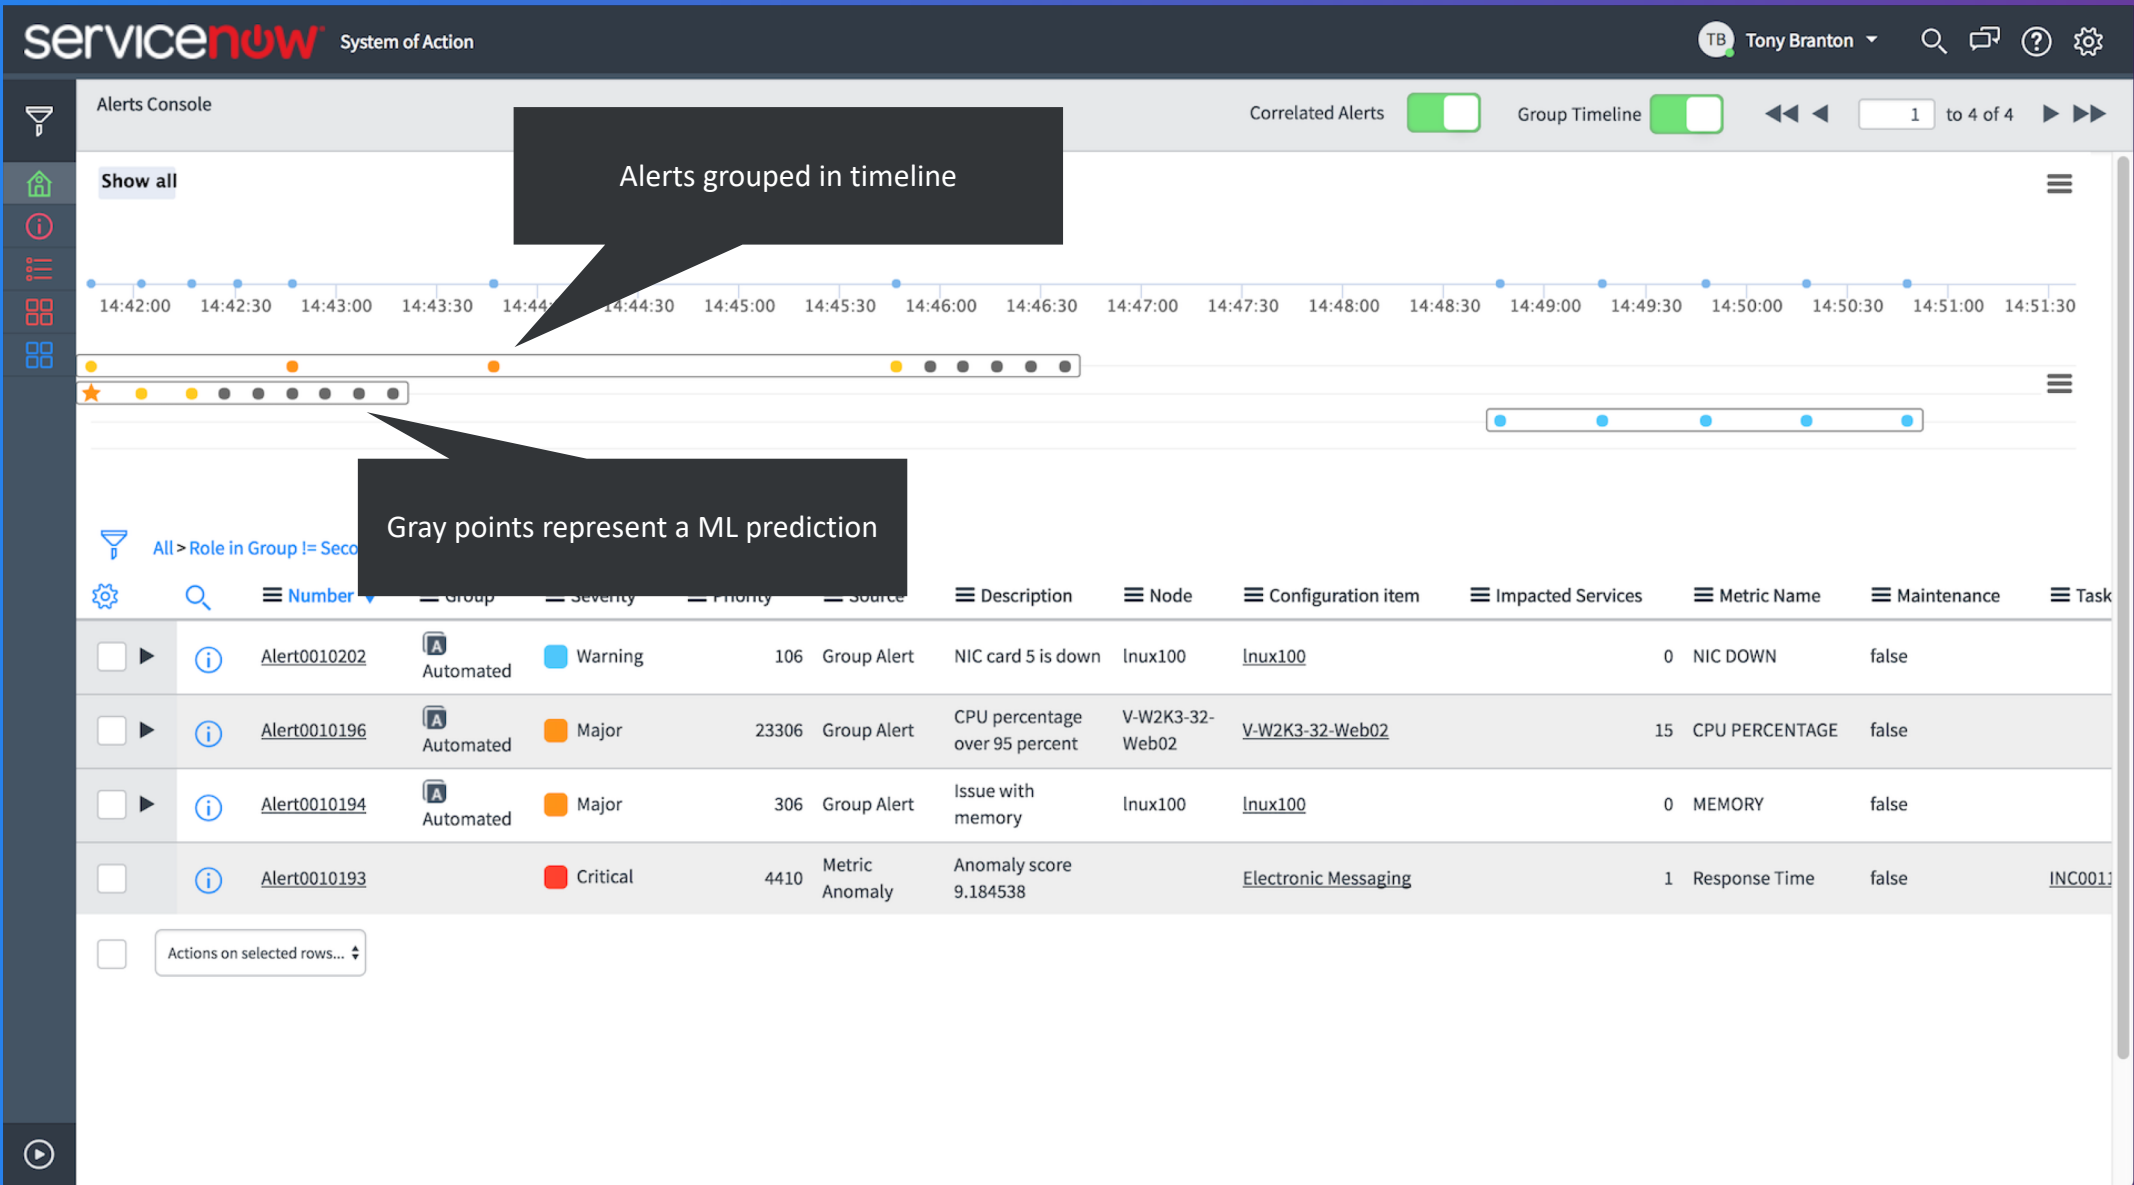 servicenow System of Action
TB Tony Branton
Alerts Console
Correlated Alerts
Group Timeline
1 to 4 of 4
Show all
Alerts grouped in timeline
14:42:00 14:42:30 14:43:00 14:43:30 14:44:30 14:45:00 14:45:30 14:46:00 14:46:30 14:47:00 14:47:30 14:48:00 14:48:30 14:49:00 14:49:30 14:50:00 14:50:30 14:51:00 14:51:30
Gray points represent a ML prediction
All > Role in Group != Seco
Number Group Severity Priority Source Description Node Configuration item Impacted Services Metric Name Maintenance Task
Alert0010202 A Automated Warning 106 Group Alert NIC card 5 is down lnux100 lnux100 0 NIC DOWN false
Alert0010196 A Automated Major 23306 Group Alert CPU percentage over 95 percent V-W2K3-32-Web02 V-W2K3-32-Web02 15 CPU PERCENTAGE false
Alert0010194 A Automated Major 306 Group Alert Issue with memory lnux100 lnux100 0 MEMORY false
Alert0010193 Critical 4410 Metric Anomaly Anomaly score 9.184538 Electronic Messaging 1 Response Time false INC0011
Actions on selected rows...